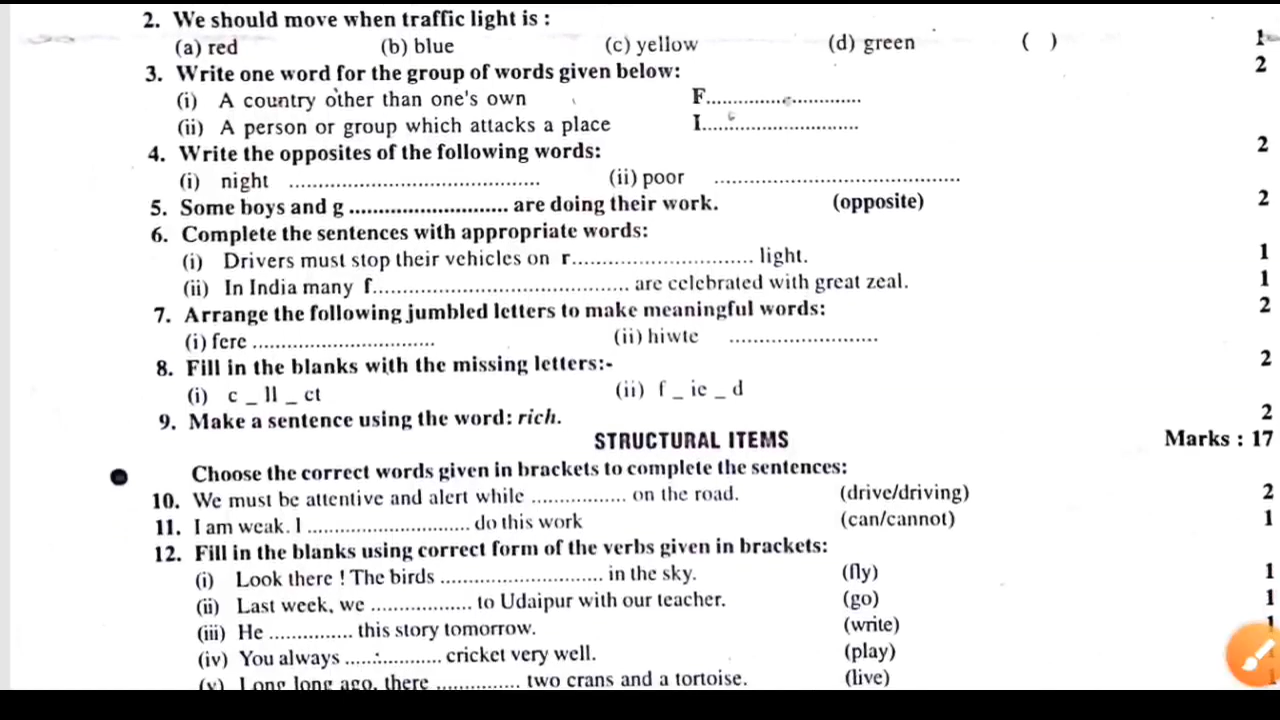 2. We should move when traffic light is :
(a) red (b) blue (c) yellow (d) green ( ) 1
3. Write one word for the group of words given below: 2
(i) A country other than one's own F..............................
(ii) A person or group which attacks a place I..............................
4. Write the opposites of the following words: 2
(i) night .......................................... (ii) poor ..........................................
5. Some boys and g ........................... are doing their work. (opposite) 2
6. Complete the sentences with appropriate words:
(i) Drivers must stop their vehicles on r............................... light. 1
(ii) In India many f........................................... are celebrated with great zeal. 1
7. Arrange the following jumbled letters to make meaningful words: 2
(i) fere ............................... (ii) hiwte .........................
8. Fill in the blanks with the missing letters:- 2
(i) c _ ll _ ct (ii) f _ ie _ d
9. Make a sentence using the word: rich. 2
STRUCTURAL ITEMS Marks : 17
● Choose the correct words given in brackets to complete the sentences:
10. We must be attentive and alert while ................ on the road. (drive/driving) 2
11. I am weak. I ........................... do this work (can/cannot) 1
12. Fill in the blanks using correct form of the verbs given in brackets:
(i) Look there ! The birds ........................... in the sky. (fly) 1
(ii) Last week, we ................. to Udaipur with our teacher. (go) 1
(iii) He .............. this story tomorrow. (write) 1
(iv) You always ................ cricket very well. (play)
(v) Long long ago, there .............. two crans and a tortoise. (live)